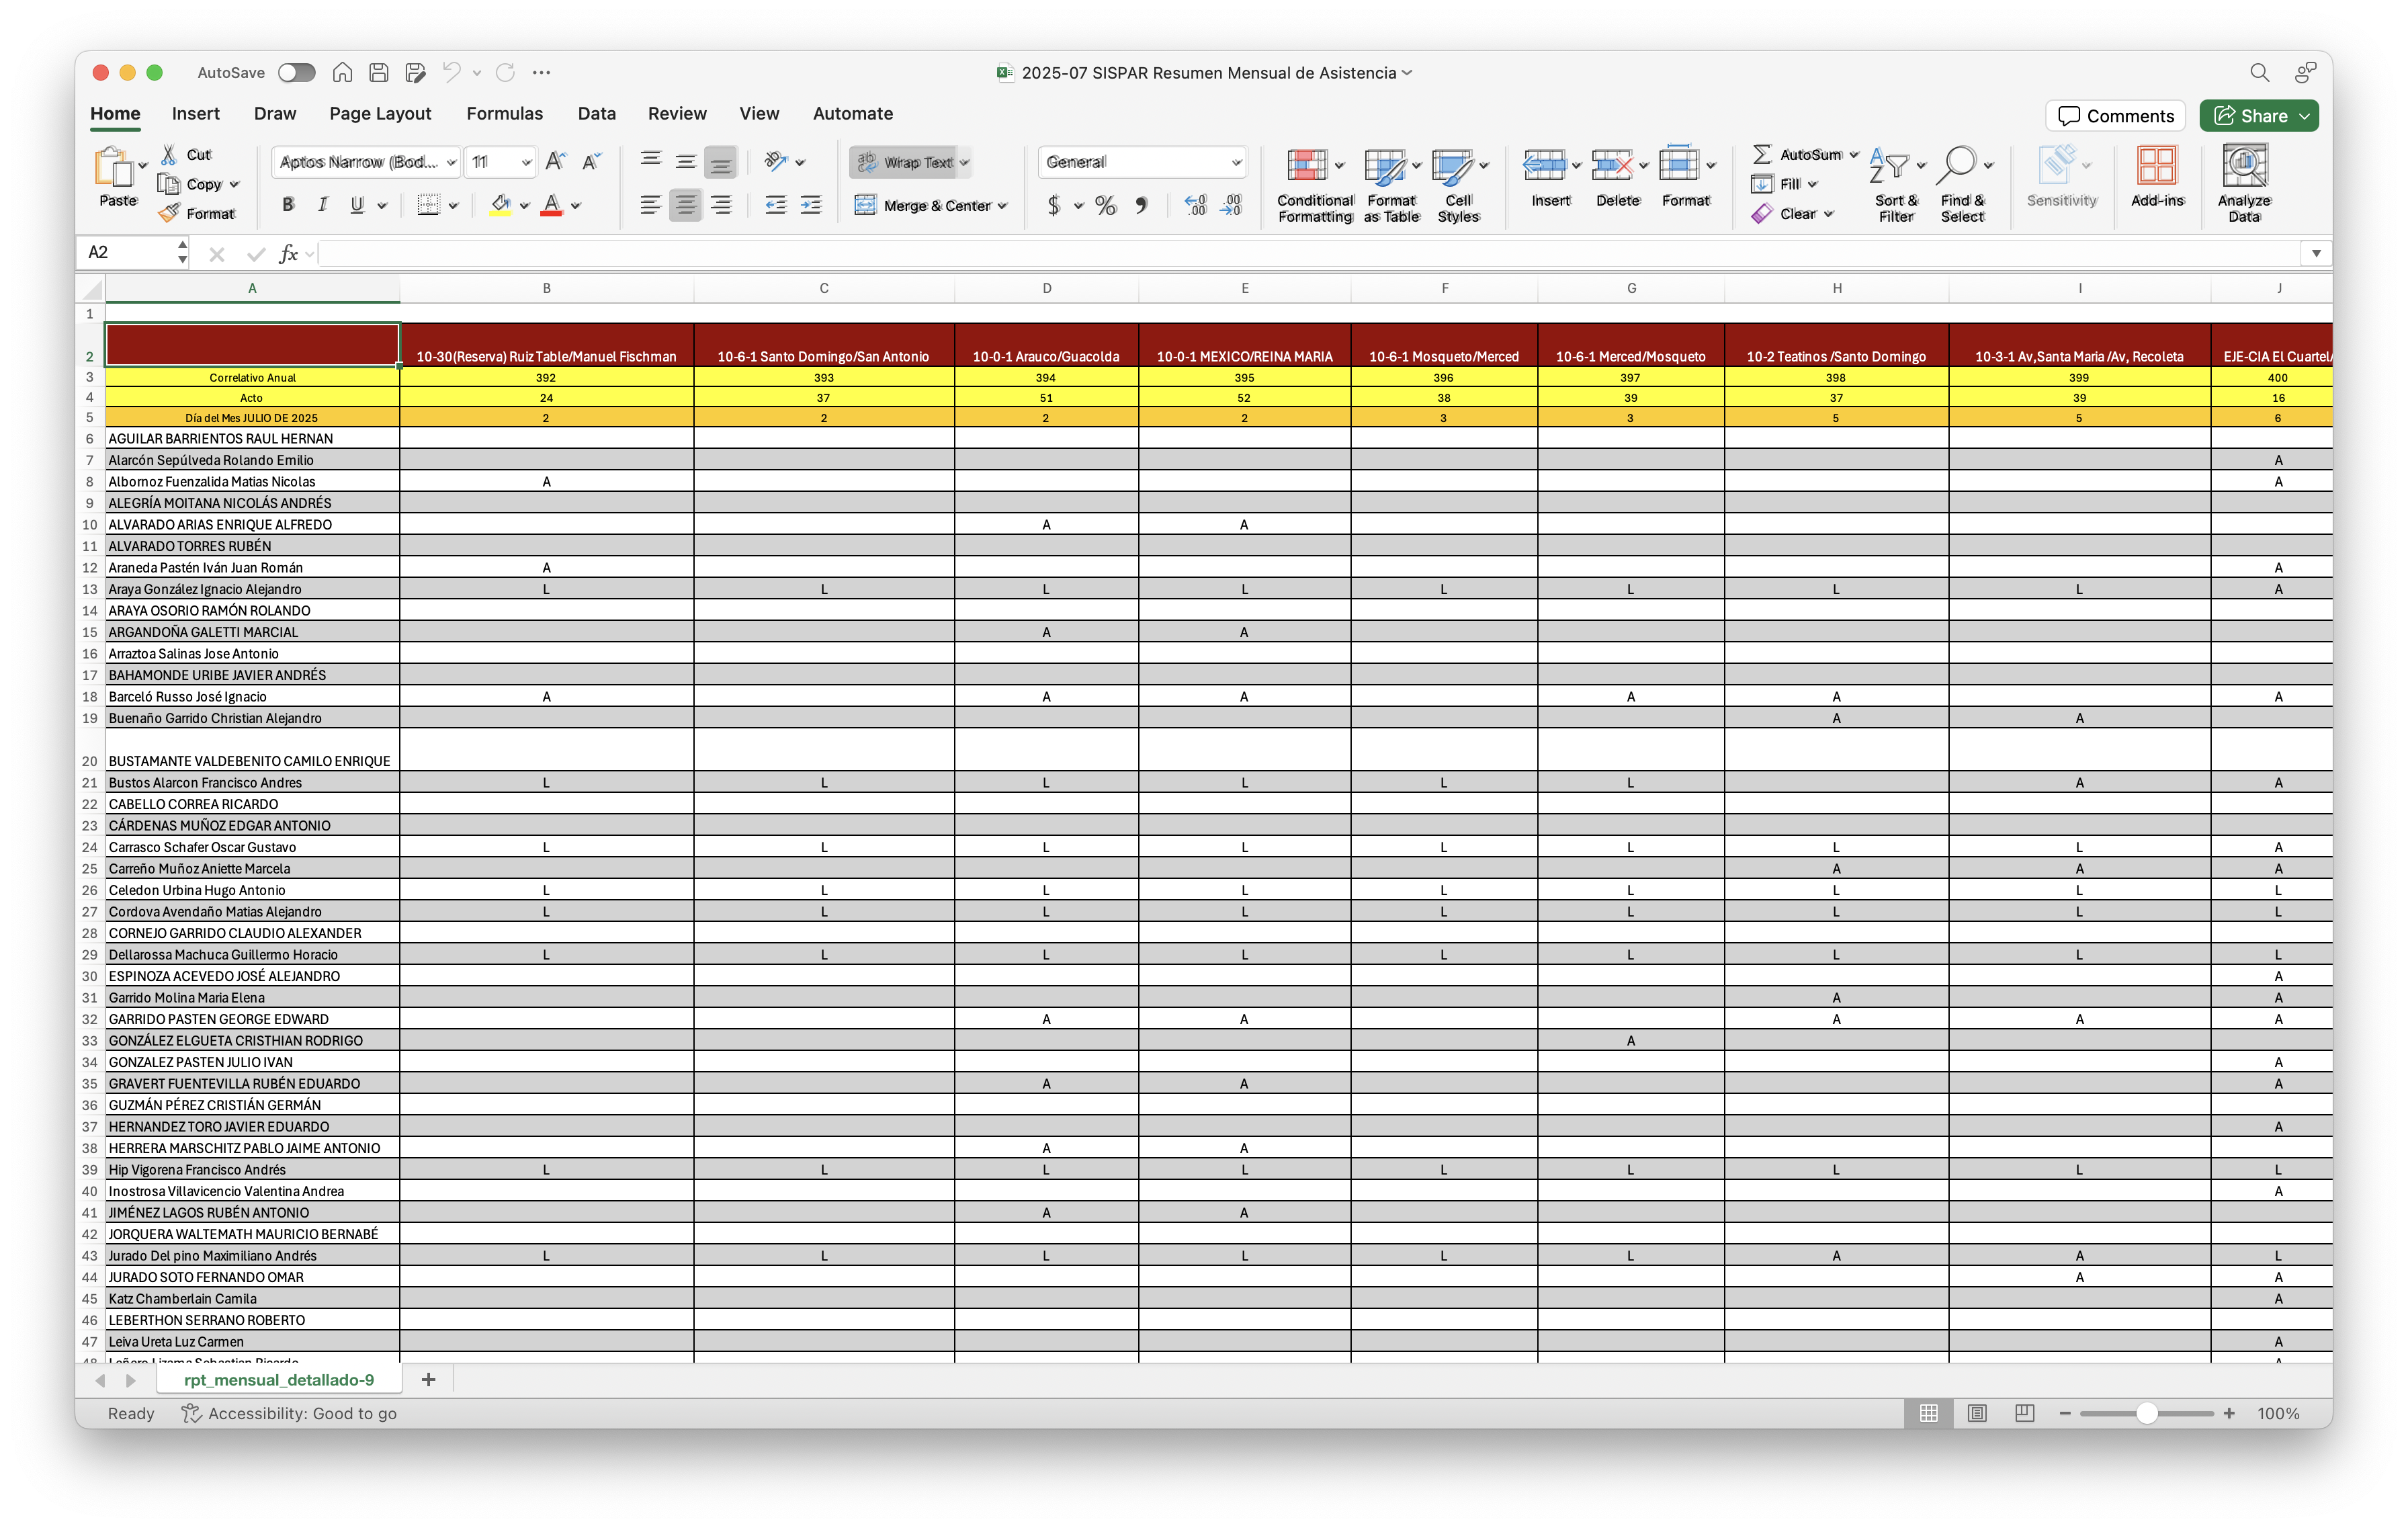 AutoSave
2025-07 SISPAR Resumen Mensual de Asistencia
Home Insert Draw Page Layout Formulas Data Review View Automate Comments Share
Paste Cut Copy Format
Aptos Narrow (Bod... 11
B I U
Wrap Text
Merge & Center
General
$ % 9
Conditional Formatting Format as Table Cell Styles
Insert Delete Format
AutoSum Fill Clear
Sort & Filter Find & Select
Sensitivity Add-ins Analyze Data
A2 fx
A B C D E F G H I J
1
2 10-30(Reserva) Ruiz Table/Manuel Fischman 10-6-1 Santo Domingo/San Antonio 10-0-1 Arauco/Guacolda 10-0-1 MEXICO/REINA MARIA 10-6-1 Mosqueto/Merced 10-6-1 Merced/Mosqueto 10-2 Teatinos /Santo Domingo 10-3-1 Av,Santa Maria /Av, Recoleta EJE-CIA El Cuartel/
3 Correlativo Anual 392 393 394 395 396 397 398 399 400
4 Acto 24 37 51 52 38 39 37 39 16
5 Día del Mes JULIO DE 2025 2 2 2 2 3 3 5 5 6
6 AGUILAR BARRIENTOS RAUL HERNAN
7 Alarcón Sepúlveda Rolando Emilio A
8 Albornoz Fuenzalida Matias Nicolas A A
9 ALEGRÍA MOITANA NICOLÁS ANDRÉS
10 ALVARADO ARIAS ENRIQUE ALFREDO A A
11 ALVARADO TORRES RUBÉN
12 Araneda Pastén Iván Juan Román A A
13 Araya González Ignacio Alejandro L L L L L L L L A
14 ARAYA OSORIO RAMÓN ROLANDO
15 ARGANDOÑA GALETTI MARCIAL A A
16 Arraztoa Salinas Jose Antonio
17 BAHAMONDE URIBE JAVIER ANDRÉS
18 Barceló Russo José Ignacio A A A A A A
19 Buenaño Garrido Christian Alejandro A A
20 BUSTAMANTE VALDEBENITO CAMILO ENRIQUE
21 Bustos Alarcon Francisco Andres L L L L L L A A
22 CABELLO CORREA RICARDO
23 CÁRDENAS MUÑOZ EDGAR ANTONIO
24 Carrasco Schafer Oscar Gustavo L L L L L L L L A
25 Carreño Muñoz Aniette Marcela A A A
26 Celedon Urbina Hugo Antonio L L L L L L L L L
27 Cordova Avendaño Matias Alejandro L L L L L L L L L
28 CORNEJO GARRIDO CLAUDIO ALEXANDER
29 Dellarossa Machuca Guillermo Horacio L L L L L L L L L
30 ESPINOZA ACEVEDO JOSÉ ALEJANDRO A
31 Garrido Molina Maria Elena A A
32 GARRIDO PASTEN GEORGE EDWARD A A A A A
33 GONZÁLEZ ELGUETA CRISTHIAN RODRIGO A
34 GONZALEZ PASTEN JULIO IVAN A
35 GRAVERT FUENTEVILLA RUBÉN EDUARDO A A A
36 GUZMÁN PÉREZ CRISTIÁN GERMÁN
37 HERNANDEZ TORO JAVIER EDUARDO A
38 HERRERA MARSCHITZ PABLO JAIME ANTONIO A A
39 Hip Vigorena Francisco Andrés L L L L L L L L L
40 Inostrosa Villavicencio Valentina Andrea A
41 JIMÉNEZ LAGOS RUBÉN ANTONIO A A
42 JORQUERA WALTEMATH MAURICIO BERNABÉ
43 Jurado Del pino Maximiliano Andrés L L L L L L A A L
44 JURADO SOTO FERNANDO OMAR A A
45 Katz Chamberlain Camila A
46 LEBERTHON SERRANO ROBERTO
47 Leiva Ureta Luz Carmen A
rpt_mensual_detallado-9
Ready Accessibility: Good to go 100%